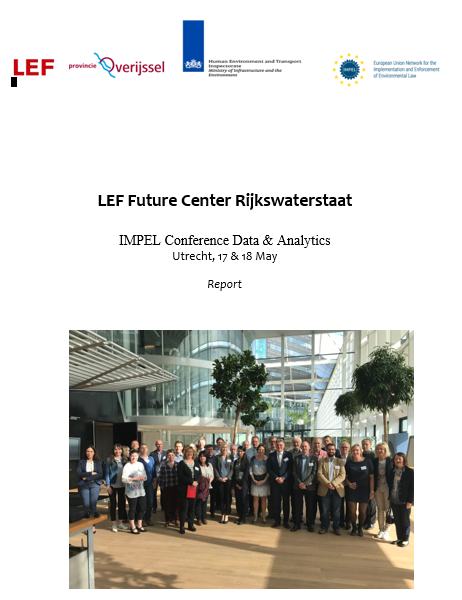 LEF
provincie Overijssel
Human Environment and Transport
Inspectorate
Ministry of Infrastructure and the
Environment
IMPEL
European Union Network for the
Implementation and Enforcement
of Environmental Law
LEF Future Center Rijkswaterstaat
IMPEL Conference Data & Analytics
Utrecht, 17 & 18 May
Report